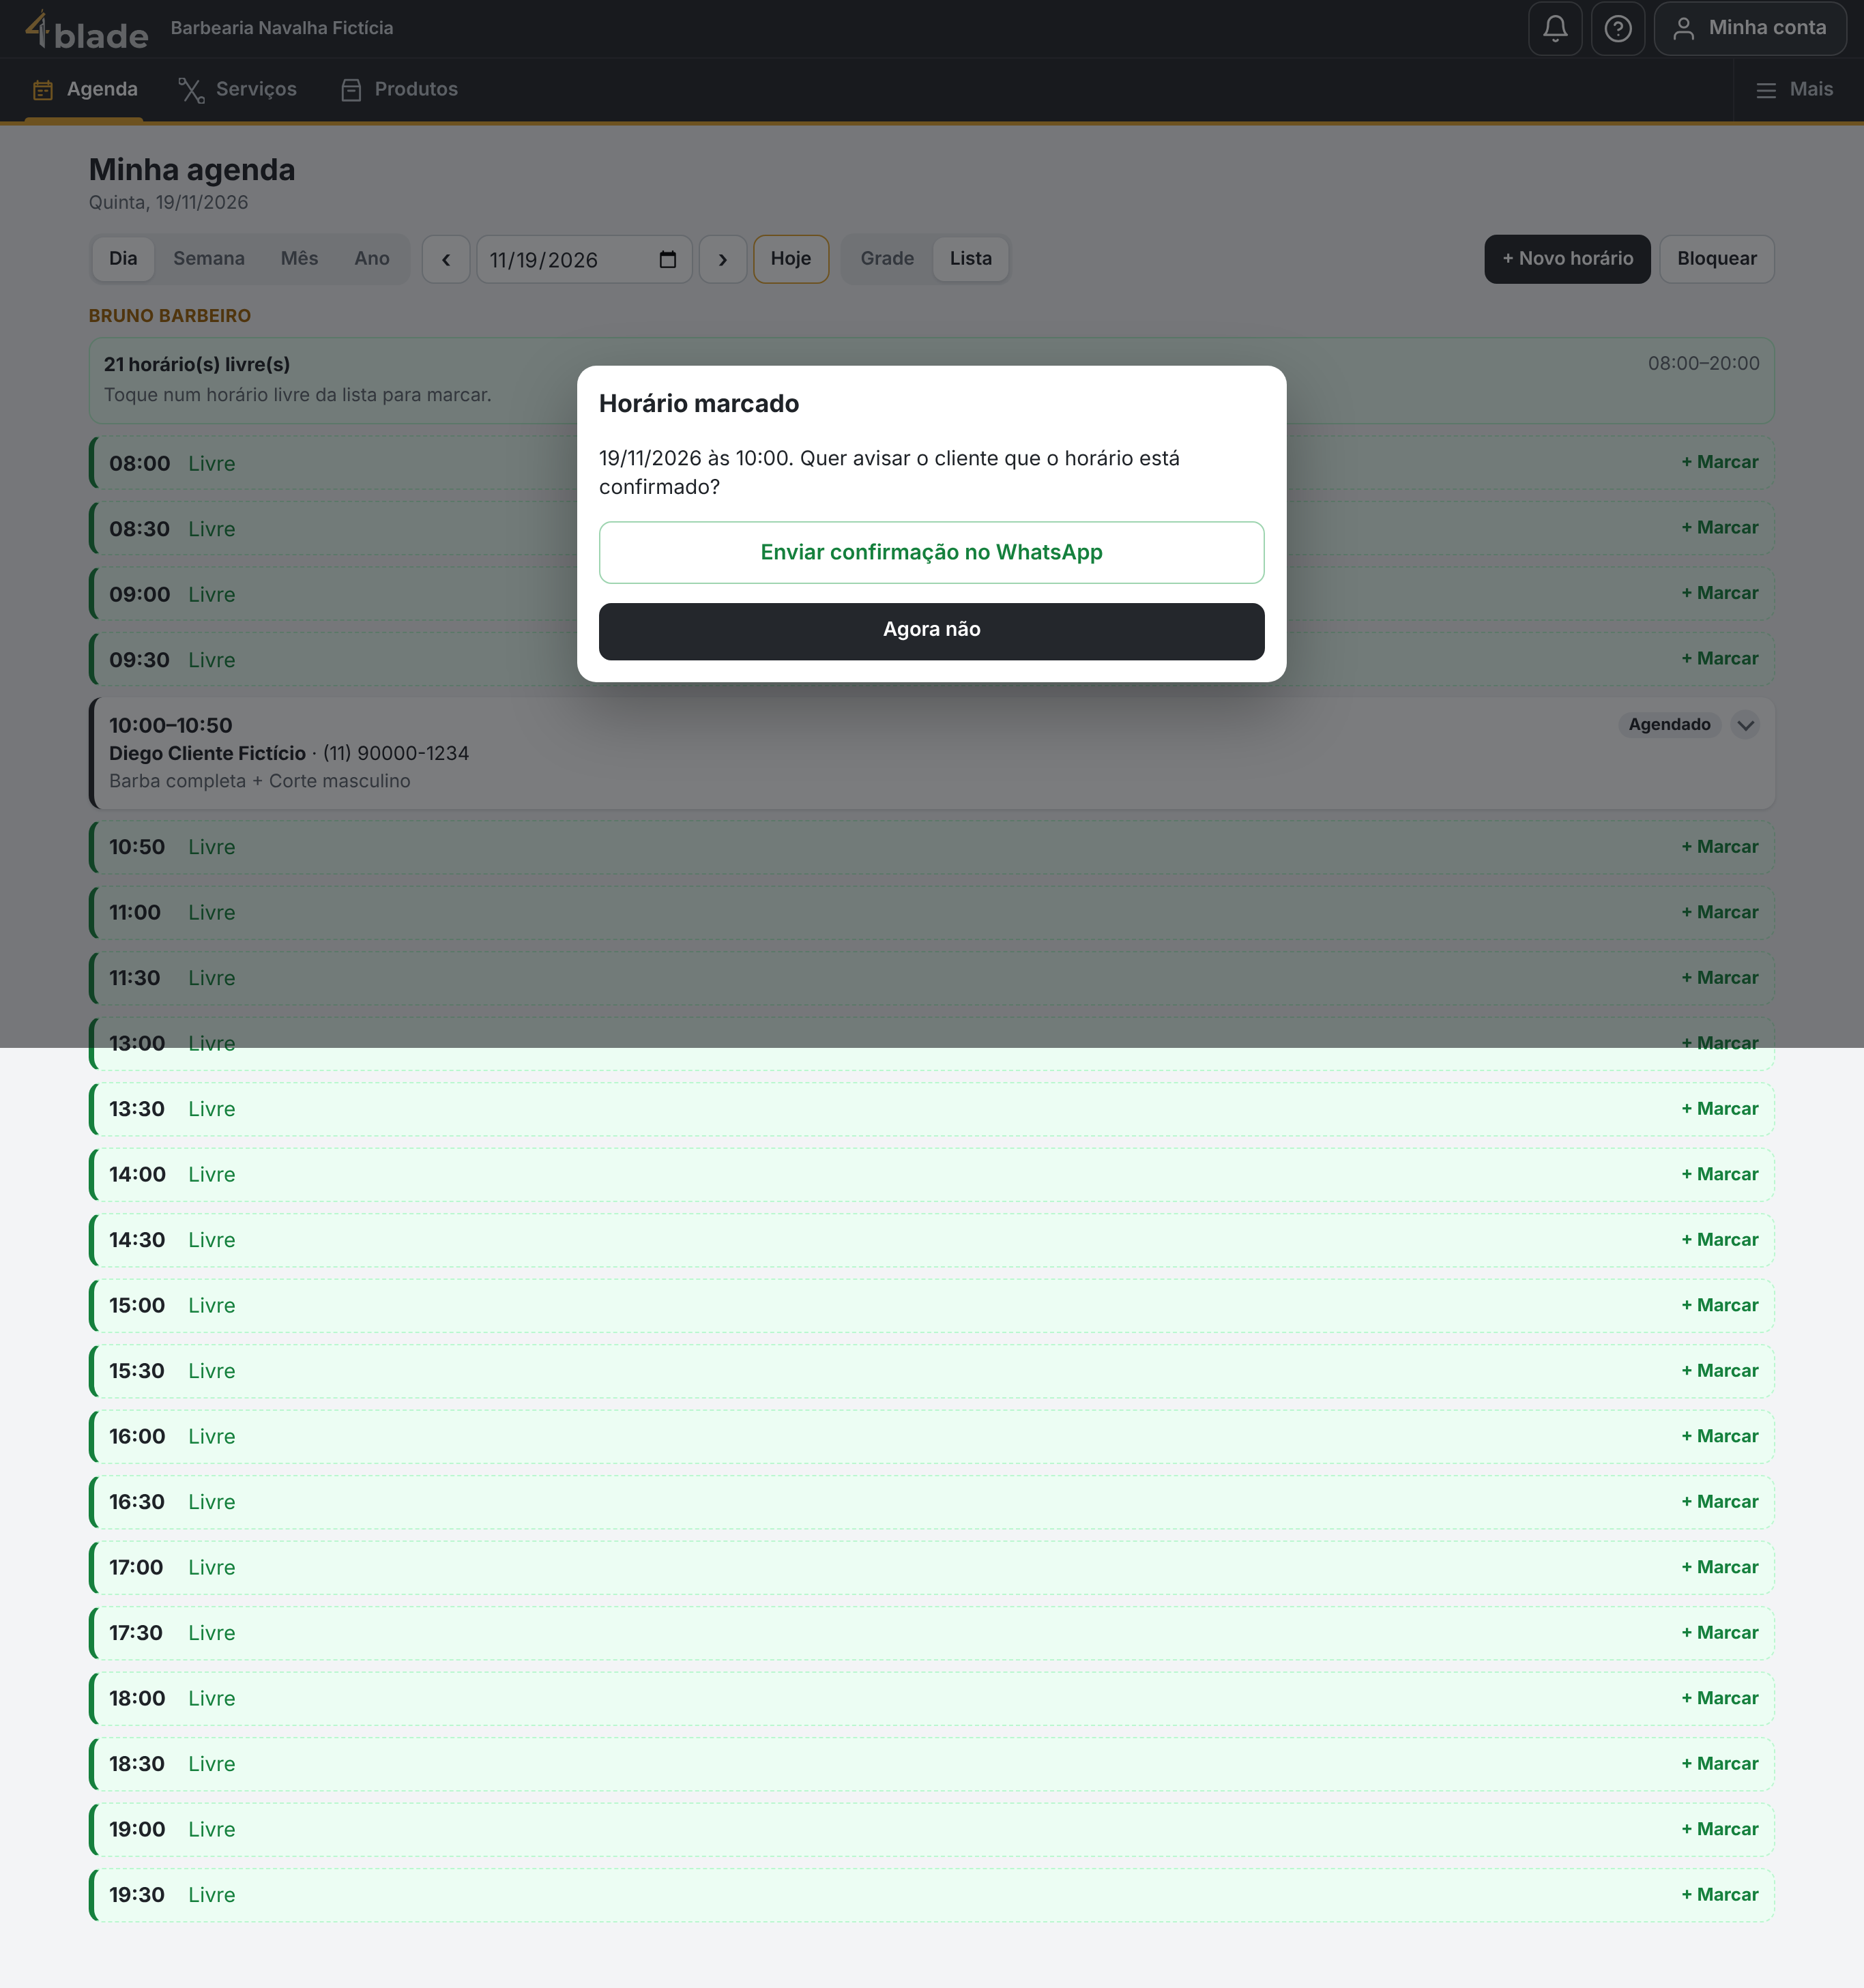 4blade Barbearia Navalha Fictícia Minha conta
Agenda Serviços Produtos Mais
Minha agenda
Quinta, 19/11/2026
Dia Semana Mês Ano ‹ 11/19/2026 › Hoje Grade Lista + Novo horário Bloquear
BRUNO BARBEIRO
21 horário(s) livre(s) 08:00–20:00
Toque num horário livre da lista para marcar.
Horário marcado
19/11/2026 às 10:00. Quer avisar o cliente que o horário está
confirmado?
Enviar confirmação no WhatsApp
Agora não
08:00 Livre + Marcar
08:30 Livre + Marcar
09:00 Livre + Marcar
09:30 Livre + Marcar
10:00–10:50 Agendado
Diego Cliente Fictício · (11) 90000-1234
Barba completa + Corte masculino
10:50 Livre + Marcar
11:00 Livre + Marcar
11:30 Livre + Marcar
13:00 Livre + Marcar
13:30 Livre + Marcar
14:00 Livre + Marcar
14:30 Livre + Marcar
15:00 Livre + Marcar
15:30 Livre + Marcar
16:00 Livre + Marcar
16:30 Livre + Marcar
17:00 Livre + Marcar
17:30 Livre + Marcar
18:00 Livre + Marcar
18:30 Livre + Marcar
19:00 Livre + Marcar
19:30 Livre + Marcar